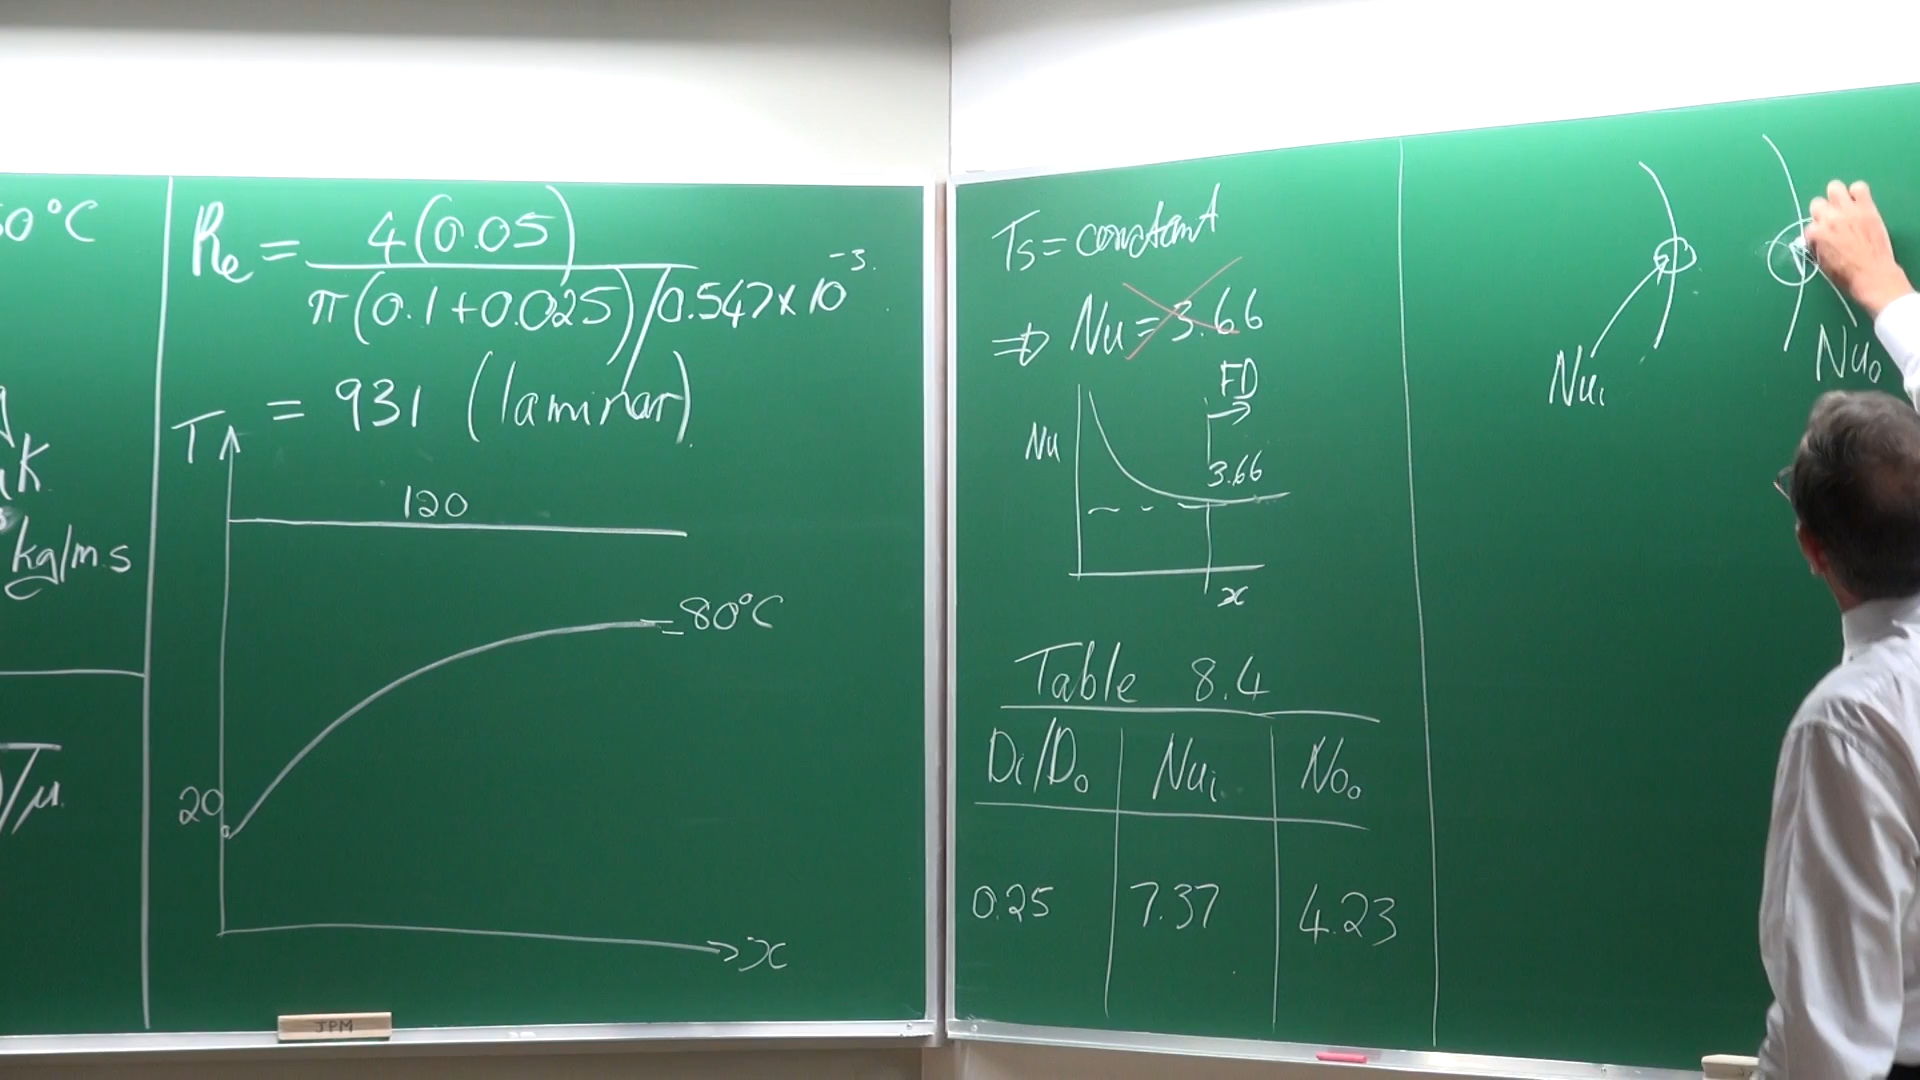 0°C
K
kg/m.s
T/μ
Re = 4(0.05)
π(0.1+0.025)/0.547×10⁻³.
= 931 (laminar)
T
120
80°C
20
x
JPM
Ts = constant
⇒ Nu = 3.66
FD
Nu
3.66
x
Table 8.4
Di/Do Nui Noo
0.25 7.37 4.23
Nui
Nuo